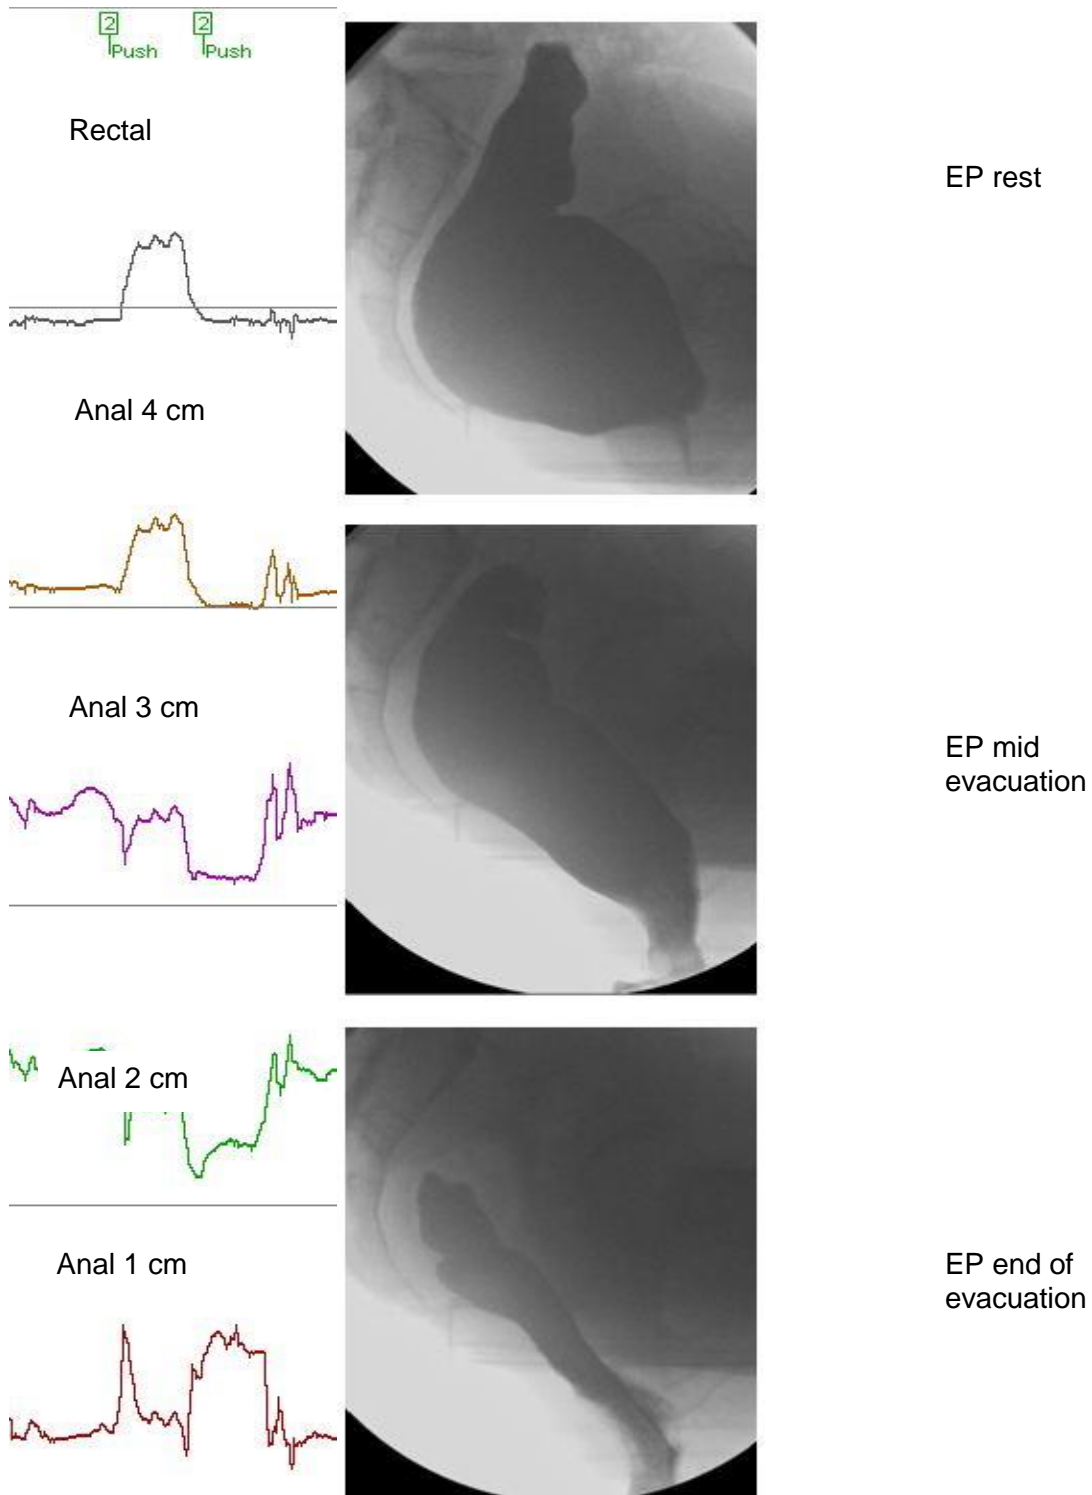 2 2
Push Push
Rectal
EP rest
Anal 4 cm
Anal 3 cm
EP mid
evacuation
Anal 2 cm
Anal 1 cm
EP end of
evacuation